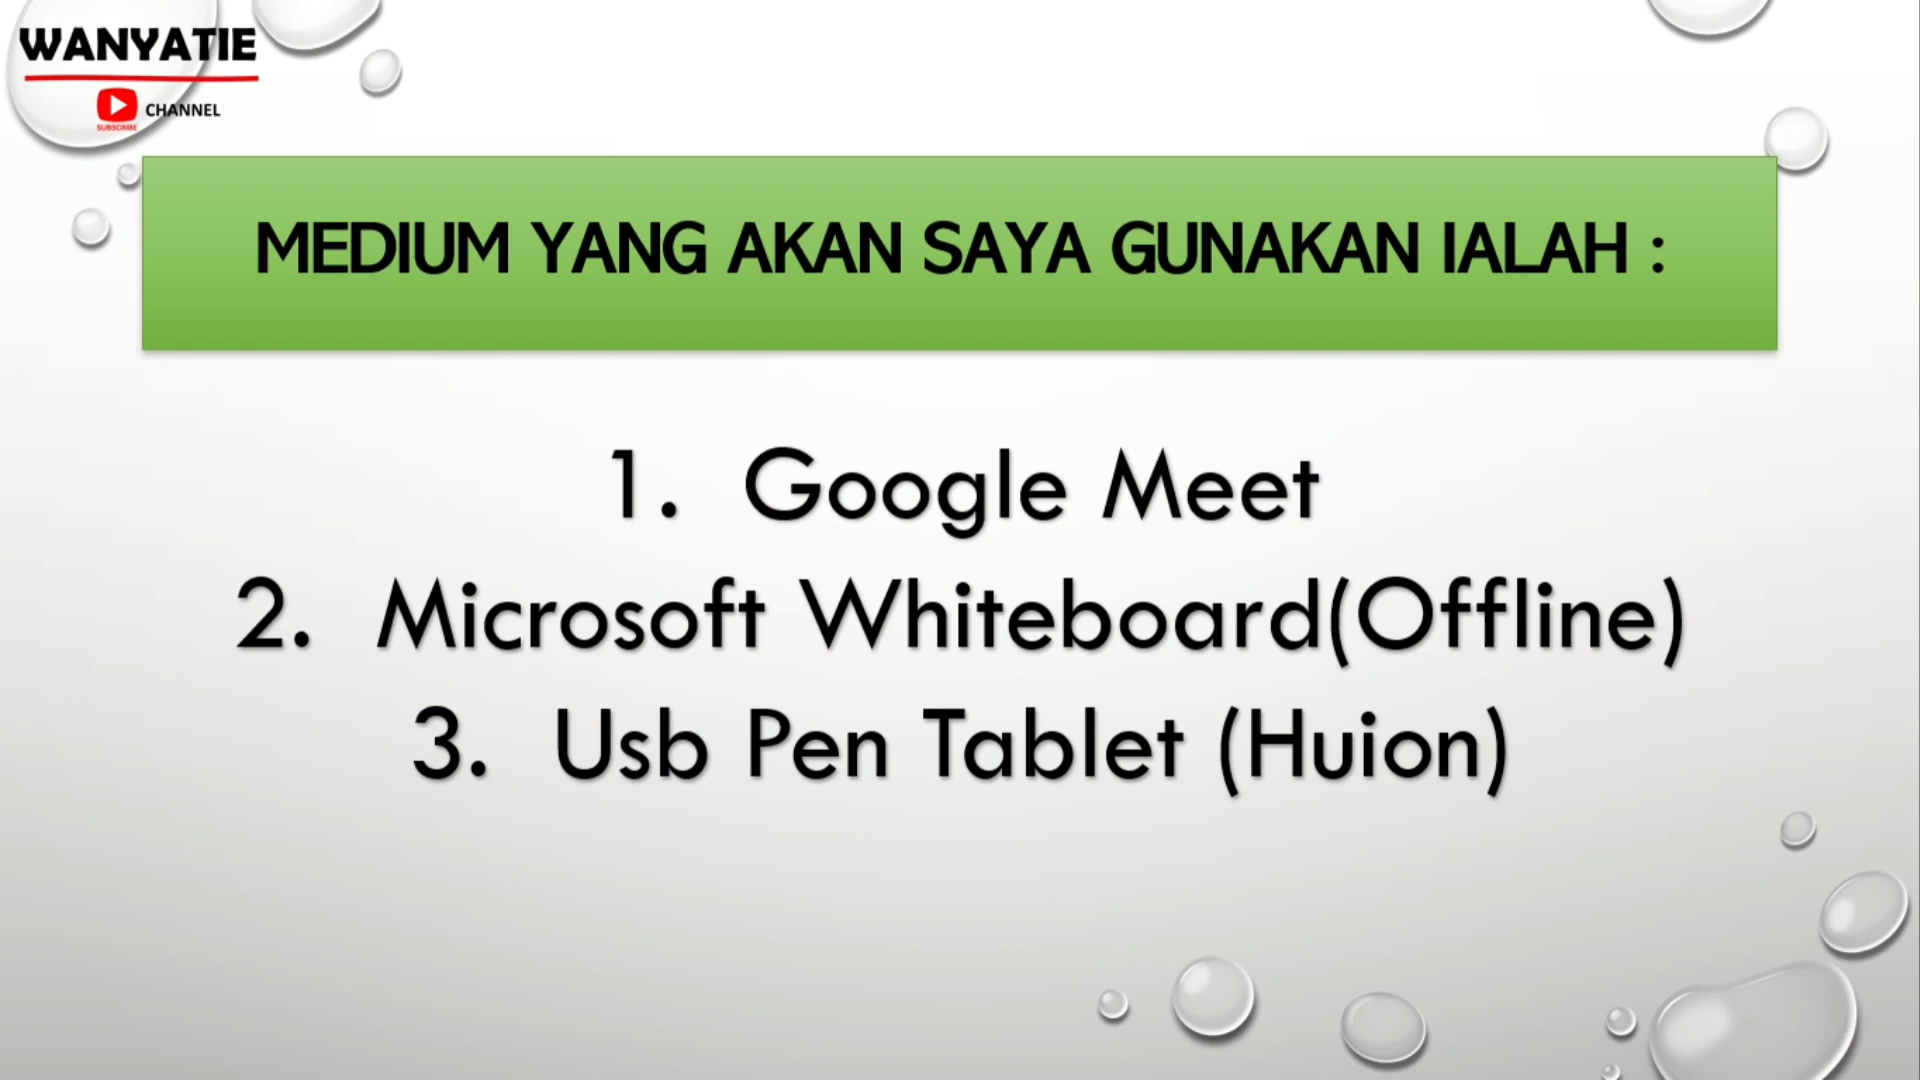 WANYATIE
SUBSCRIBE
CHANNEL
MEDIUM YANG AKAN SAYA GUNAKAN IALAH :
1. Google Meet
2. Microsoft Whiteboard(Offline)
3. Usb Pen Tablet (Huion)